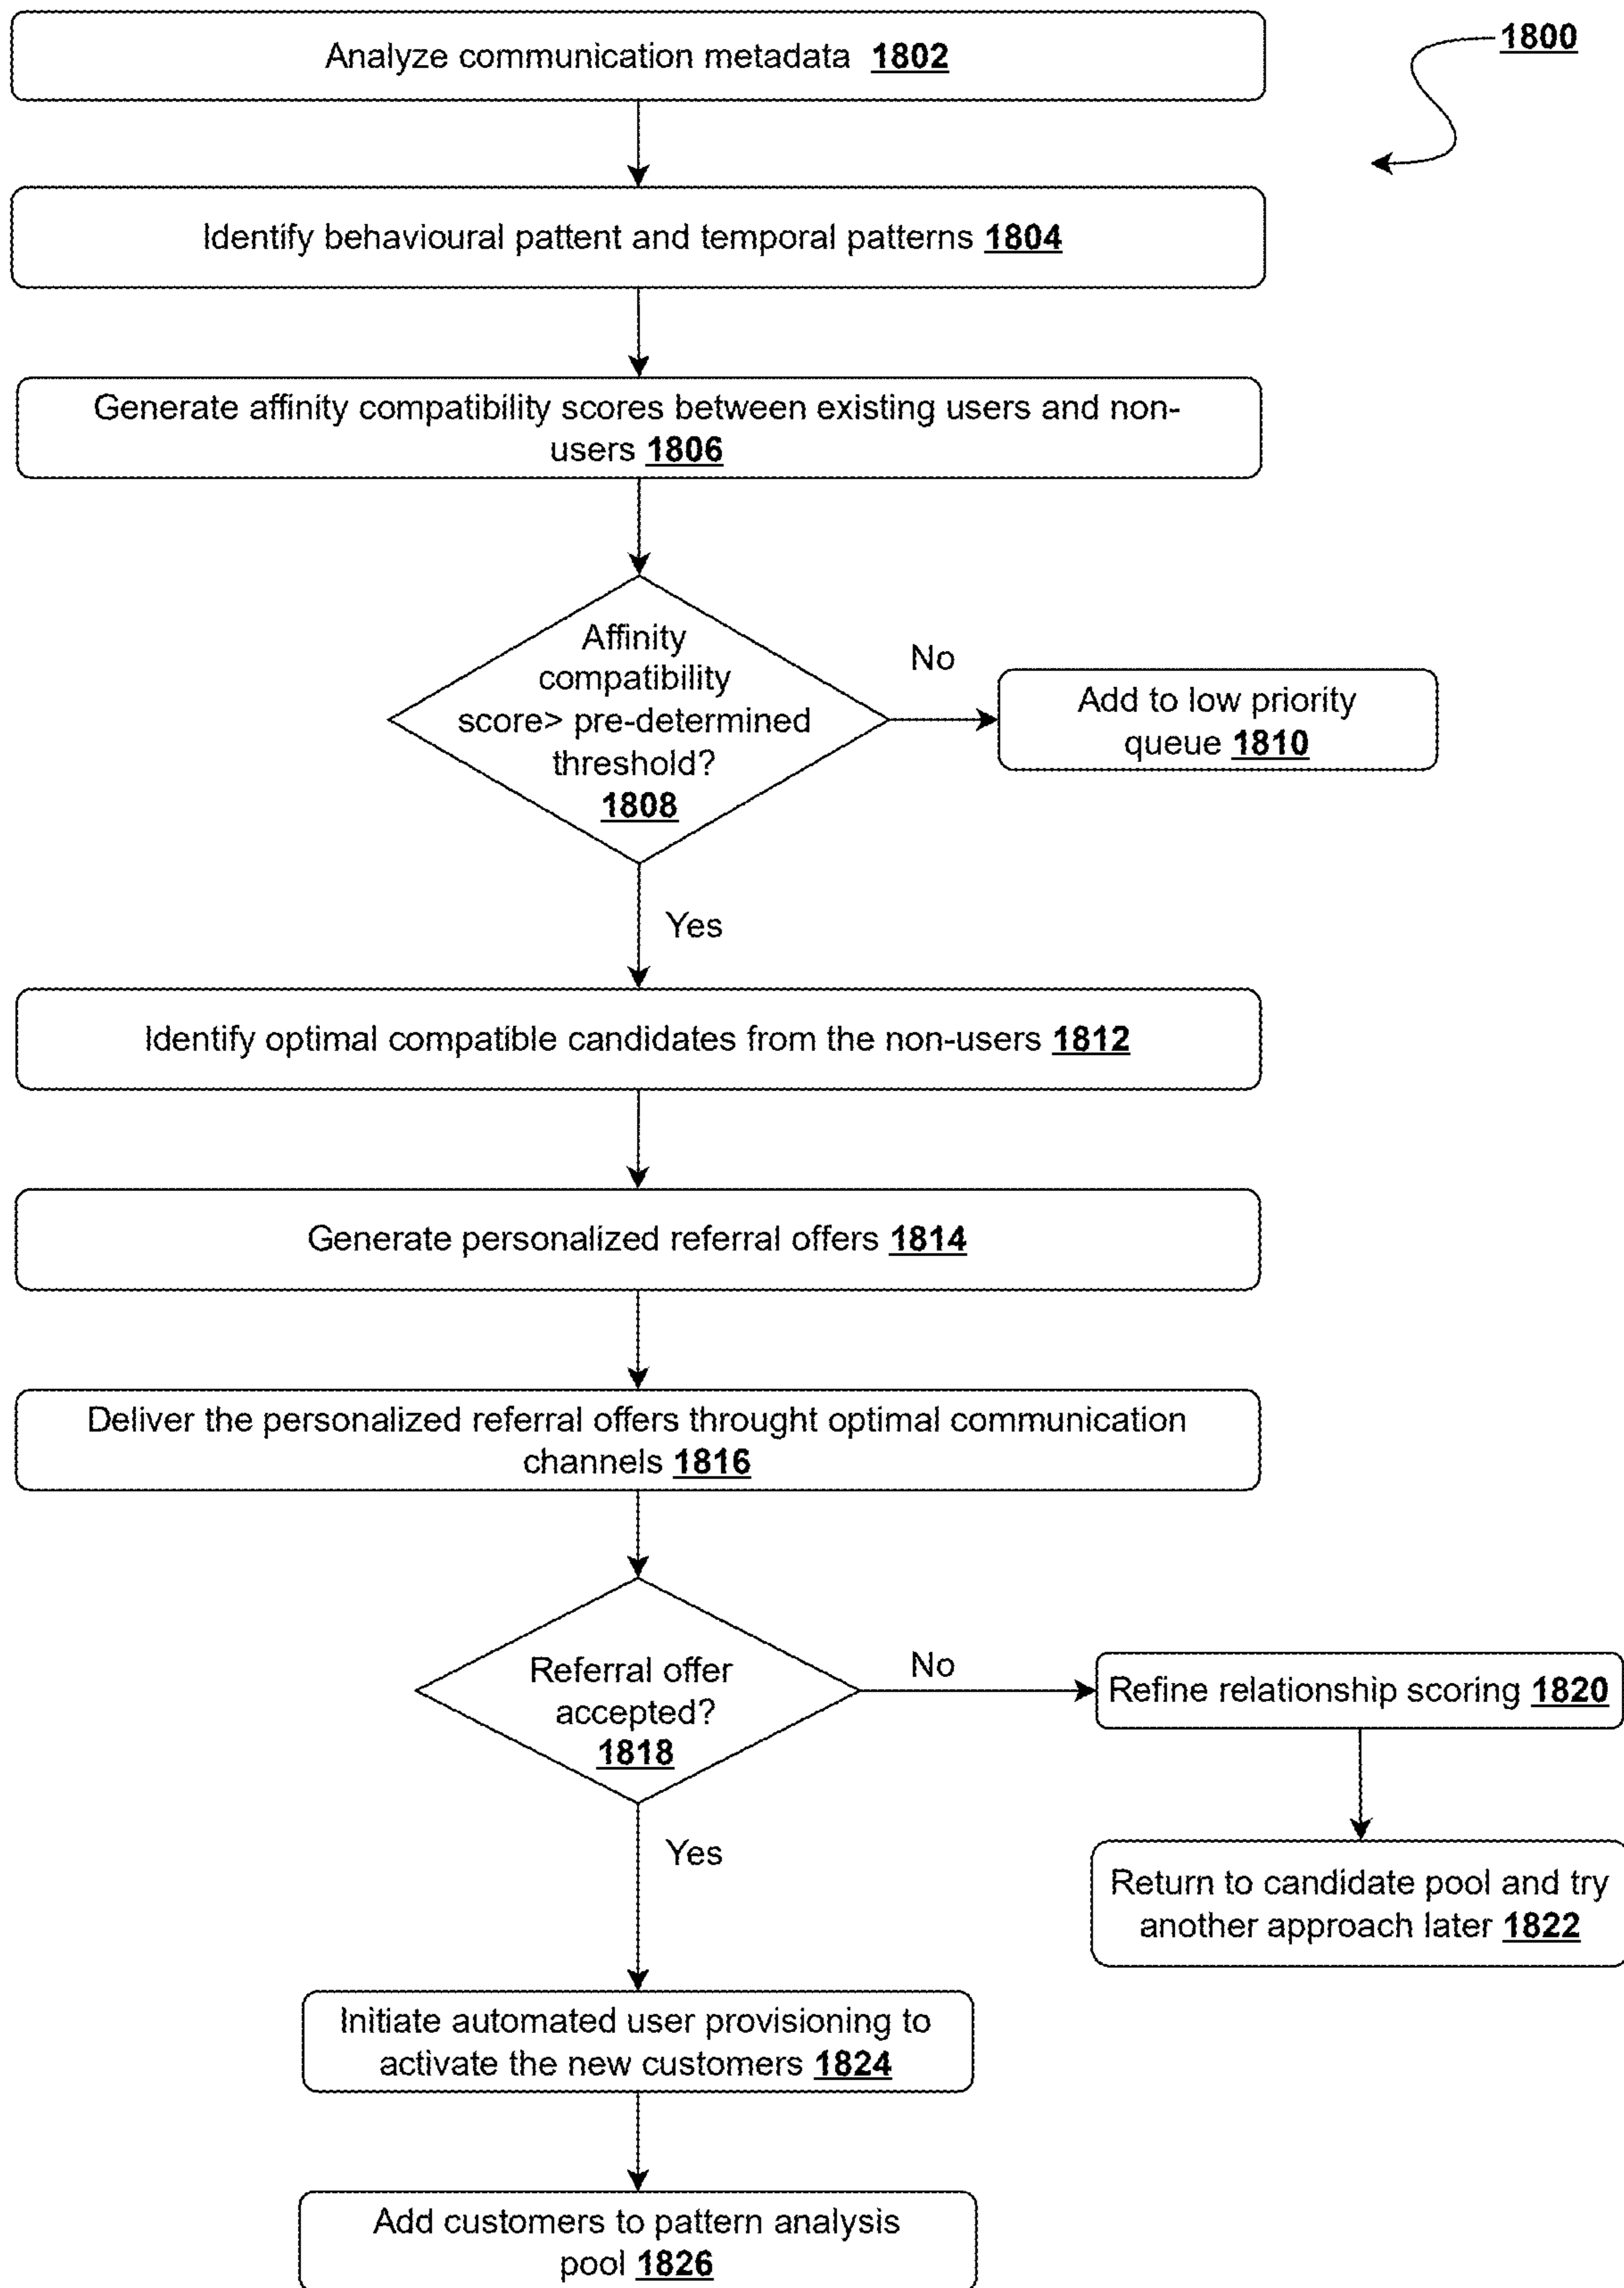 1800
Analyze communication metadata 1802
Identify behavioural pattent and temporal patterns 1804
Generate affinity compatibility scores between existing users and non-
users 1806
Affinity
compatibility
score> pre-determined
threshold?
1808
No
Add to low priority
queue 1810
Yes
Identify optimal compatible candidates from the non-users 1812
Generate personalized referral offers 1814
Deliver the personalized referral offers throught optimal communication
channels 1816
Referral offer
accepted?
1818
No
Refine relationship scoring 1820
Return to candidate pool and try
another approach later 1822
Yes
Initiate automated user provisioning to
activate the new customers 1824
Add customers to pattern analysis
pool 1826